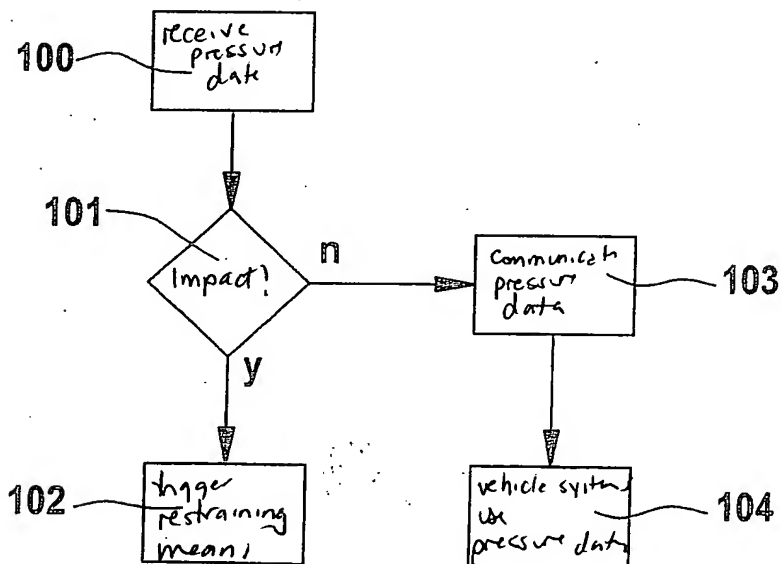 receive
pressure
100
date
101
Impact?
n
communicate
pressure
data
103
y
102
trigger
restraining
means
vehicle systems
use
pressure data
104